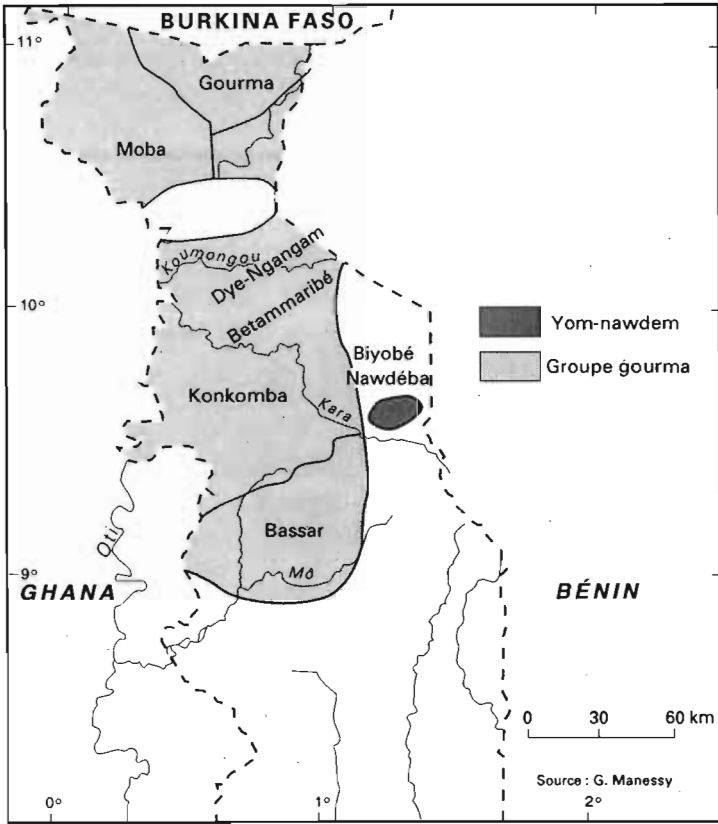 BURKINA FASO
11°
Gourma
Moba
Koumongou
Dye-Ngangam
10°
Betammaribé
Yom-nawdem
Biyobé
Nawdéba
Groupe gourma
Konkomba
Kara
Oti
Bassar
9°
Mô
GHANA
BÉNIN
0 30 60 km
Source : G. Manessy
0° 1° 2°